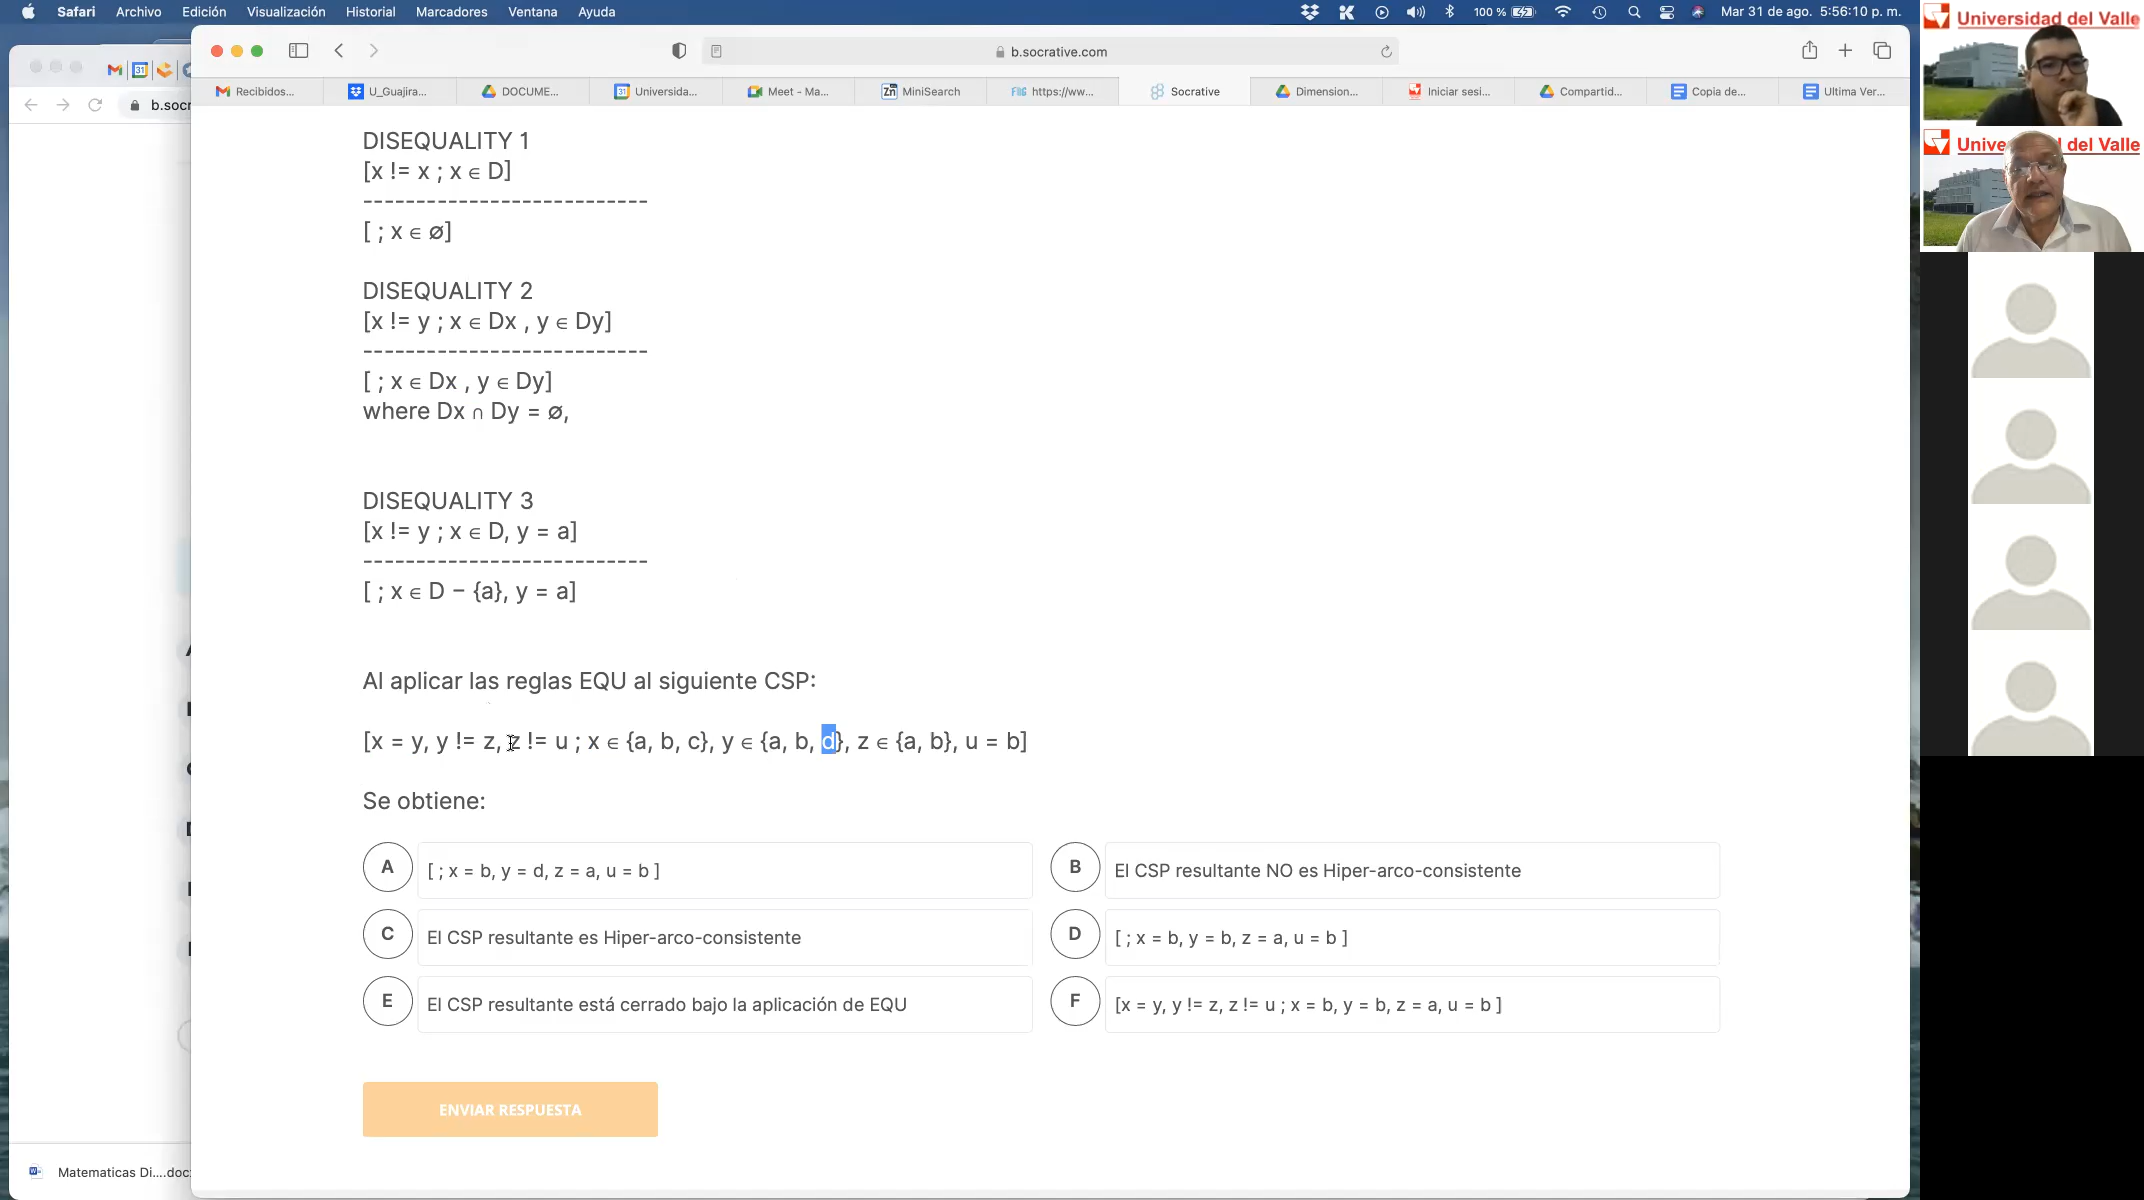 Safari Archivo Edición Visualización Historial Marcadores Ventana Ayuda
100 % Mar 31 de ago. 5:56:10 p. m.
b.socrative.com
b.socr
Recibidos... U_Guajira... DOCUME... Universida... Meet - Ma... MiniSearch https://ww... Socrative Dimension... Iniciar sesi... Compartid... Copia de... Ultima Ver...
DISEQUALITY 1
[x != x ; x ∈ D]
---------------------------
[ ; x ∈ ∅]
DISEQUALITY 2
[x != y ; x ∈ Dx , y ∈ Dy]
---------------------------
[ ; x ∈ Dx , y ∈ Dy]
where Dx ∩ Dy = ∅,
DISEQUALITY 3
[x != y ; x ∈ D, y = a]
---------------------------
[ ; x ∈ D − {a}, y = a]
Al aplicar las reglas EQU al siguiente CSP:
[x = y, y != z, z != u ; x ∈ {a, b, c}, y ∈ {a, b, d}, z ∈ {a, b}, u = b]
Se obtiene:
A [ ; x = b, y = d, z = a, u = b ]
B El CSP resultante NO es Hiper-arco-consistente
C El CSP resultante es Hiper-arco-consistente
D [ ; x = b, y = b, z = a, u = b ]
E El CSP resultante está cerrado bajo la aplicación de EQU
F [x = y, y != z, z != u ; x = b, y = b, z = a, u = b ]
ENVIAR RESPUESTA
Matematicas Di....doc
Universidad del Valle
Unive del Valle